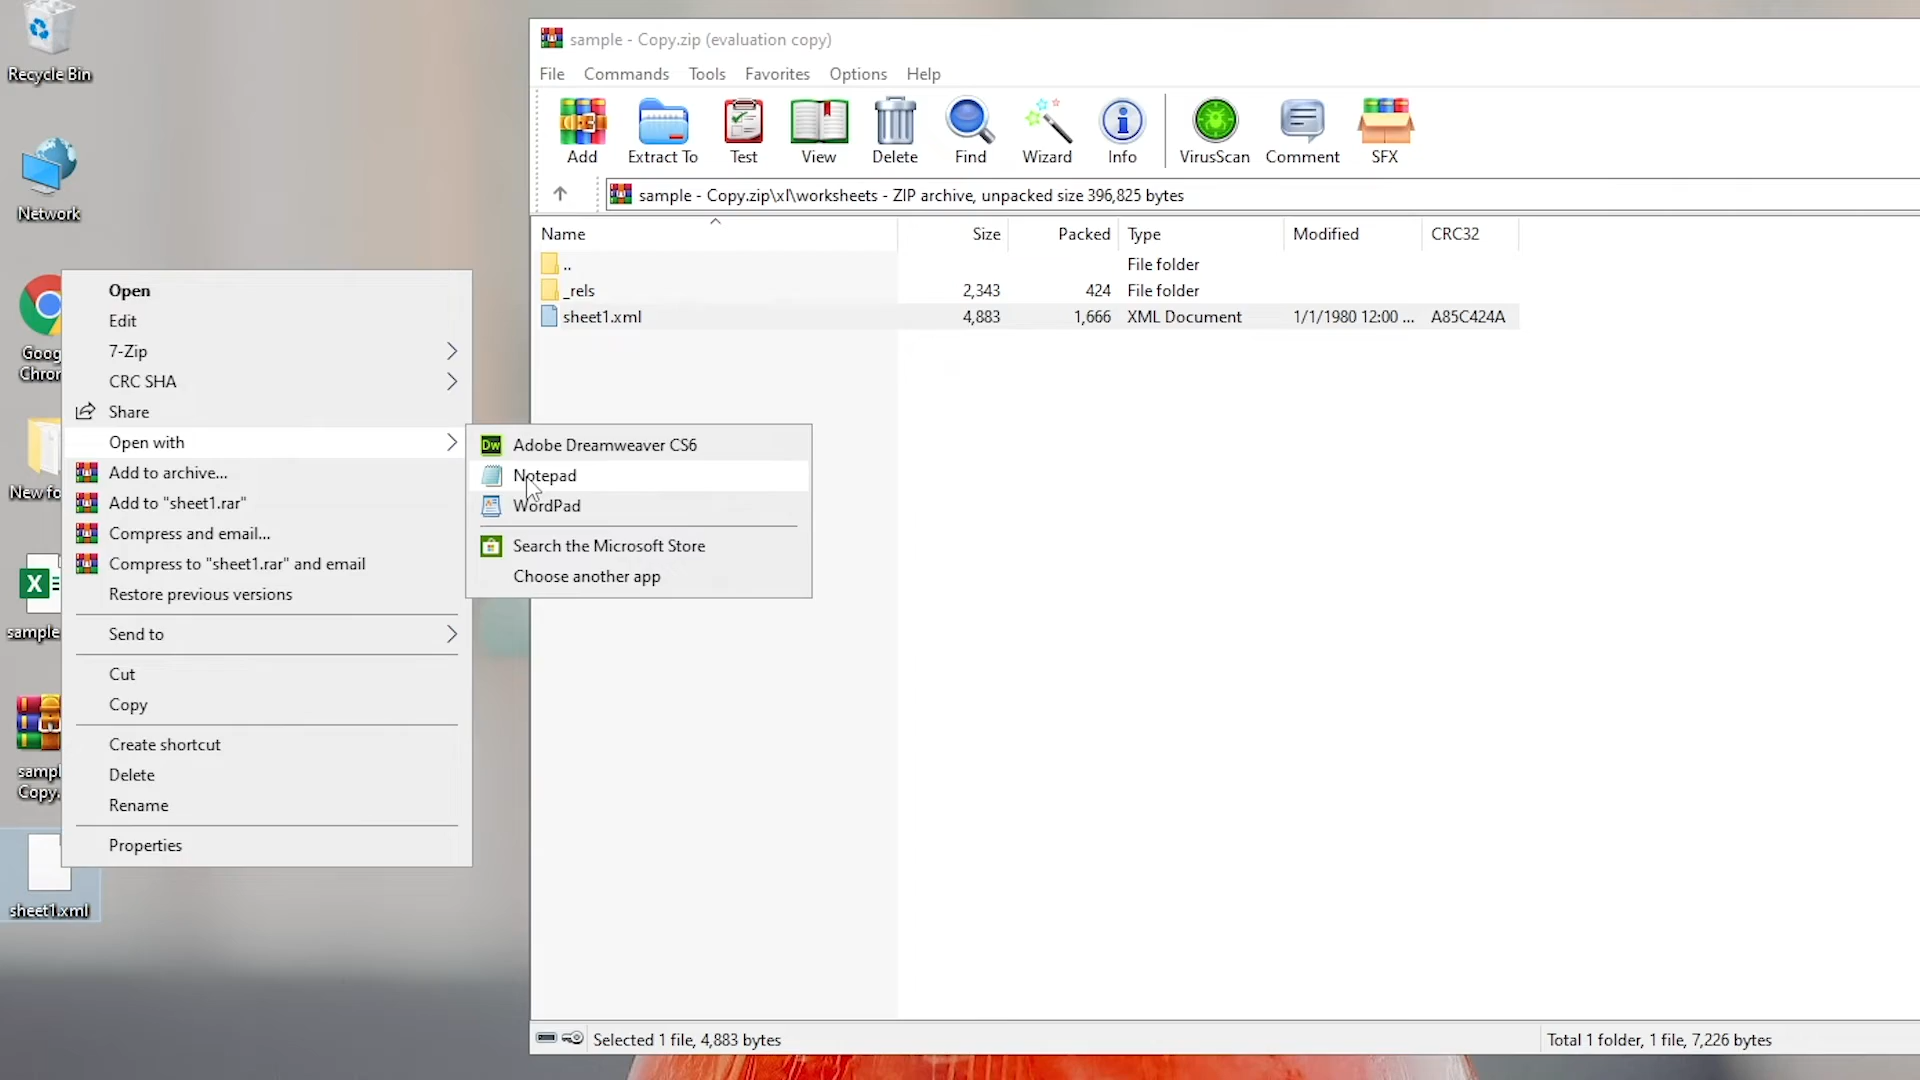 Recycle Bin
Network
Goog
Chron
New fo
sample
sampl
Copy.
sheet1.xml
Open
Edit
7-Zip
CRC SHA
Share
Open with
Add to archive...
Add to "sheet1.rar"
Compress and email...
Compress to "sheet1.rar" and email
Restore previous versions
Send to
Cut
Copy
Create shortcut
Delete
Rename
Properties
Dw Adobe Dreamweaver CS6
Notepad
WordPad
Search the Microsoft Store
Choose another app
sample - Copy.zip (evaluation copy)
File Commands Tools Favorites Options Help
Add Extract To Test View Delete Find Wizard Info VirusScan Comment SFX
sample - Copy.zip\xl\worksheets - ZIP archive, unpacked size 396,825 bytes
Name Size Packed Type Modified CRC32
.. File folder
_rels 2,343 424 File folder
sheet1.xml 4,883 1,666 XML Document 1/1/1980 12:00 ... A85C424A
Selected 1 file, 4,883 bytes
Total 1 folder, 1 file, 7,226 bytes